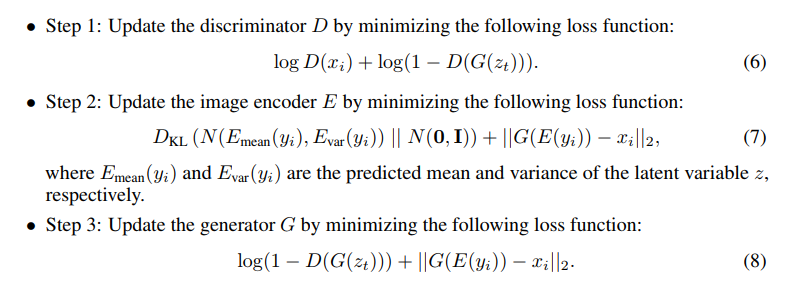 • Step 1: Update the discriminator D by minimizing the following loss function:
log D(x_i) + log(1 − D(G(z_t))). (6)
• Step 2: Update the image encoder E by minimizing the following loss function:
D_KL (N(E_mean(y_i), E_var(y_i)) || N(0, I)) + ||G(E(y_i)) − x_i||_2, (7)
where E_mean(y_i) and E_var(y_i) are the predicted mean and variance of the latent variable z,
respectively.
• Step 3: Update the generator G by minimizing the following loss function:
log(1 − D(G(z_t))) + ||G(E(y_i)) − x_i||_2. (8)